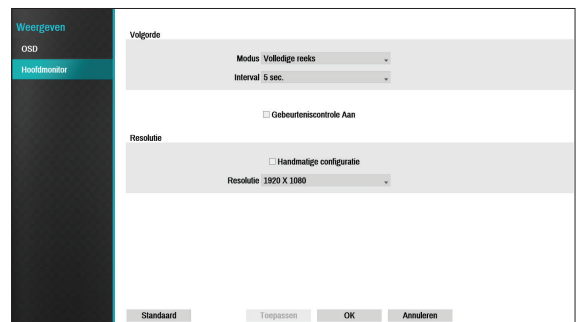 Weergeven
OSD
Hoofdmonitor
Volgorde
Modus Volledige reeks
Interval 5 sec.
Gebeurteniscontrole Aan
Resolutie
Handmatige configuratie
Resolutie 1920 X 1080
Standaard Toepassen OK Annuleren